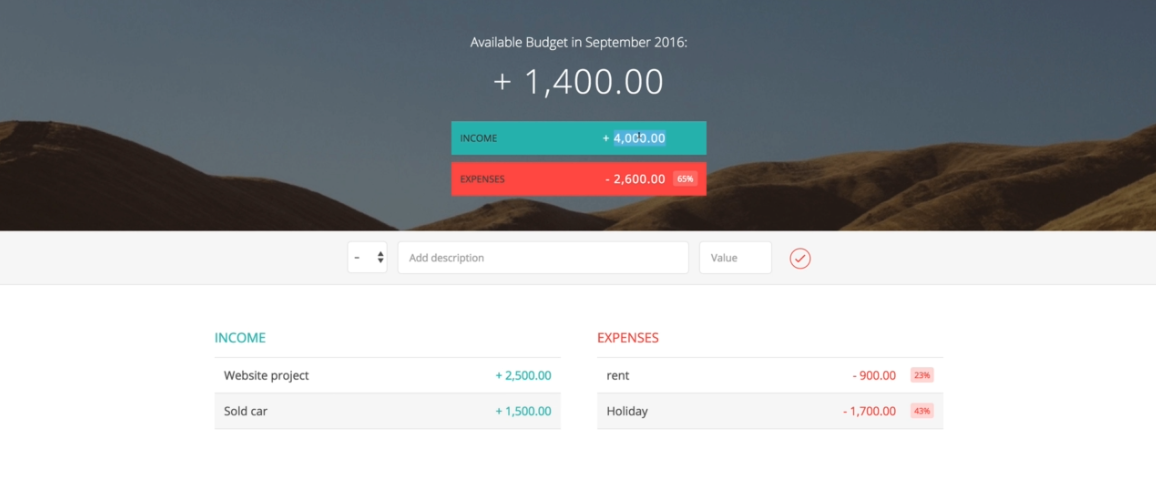 Available Budget in September 2016:
+ 1,400.00
INCOME + 4,000.00
EXPENSES - 2,600.00 65%
- Add description Value
INCOME
Website project + 2,500.00
Sold car + 1,500.00
EXPENSES
rent - 900.00 23%
Holiday - 1,700.00 43%